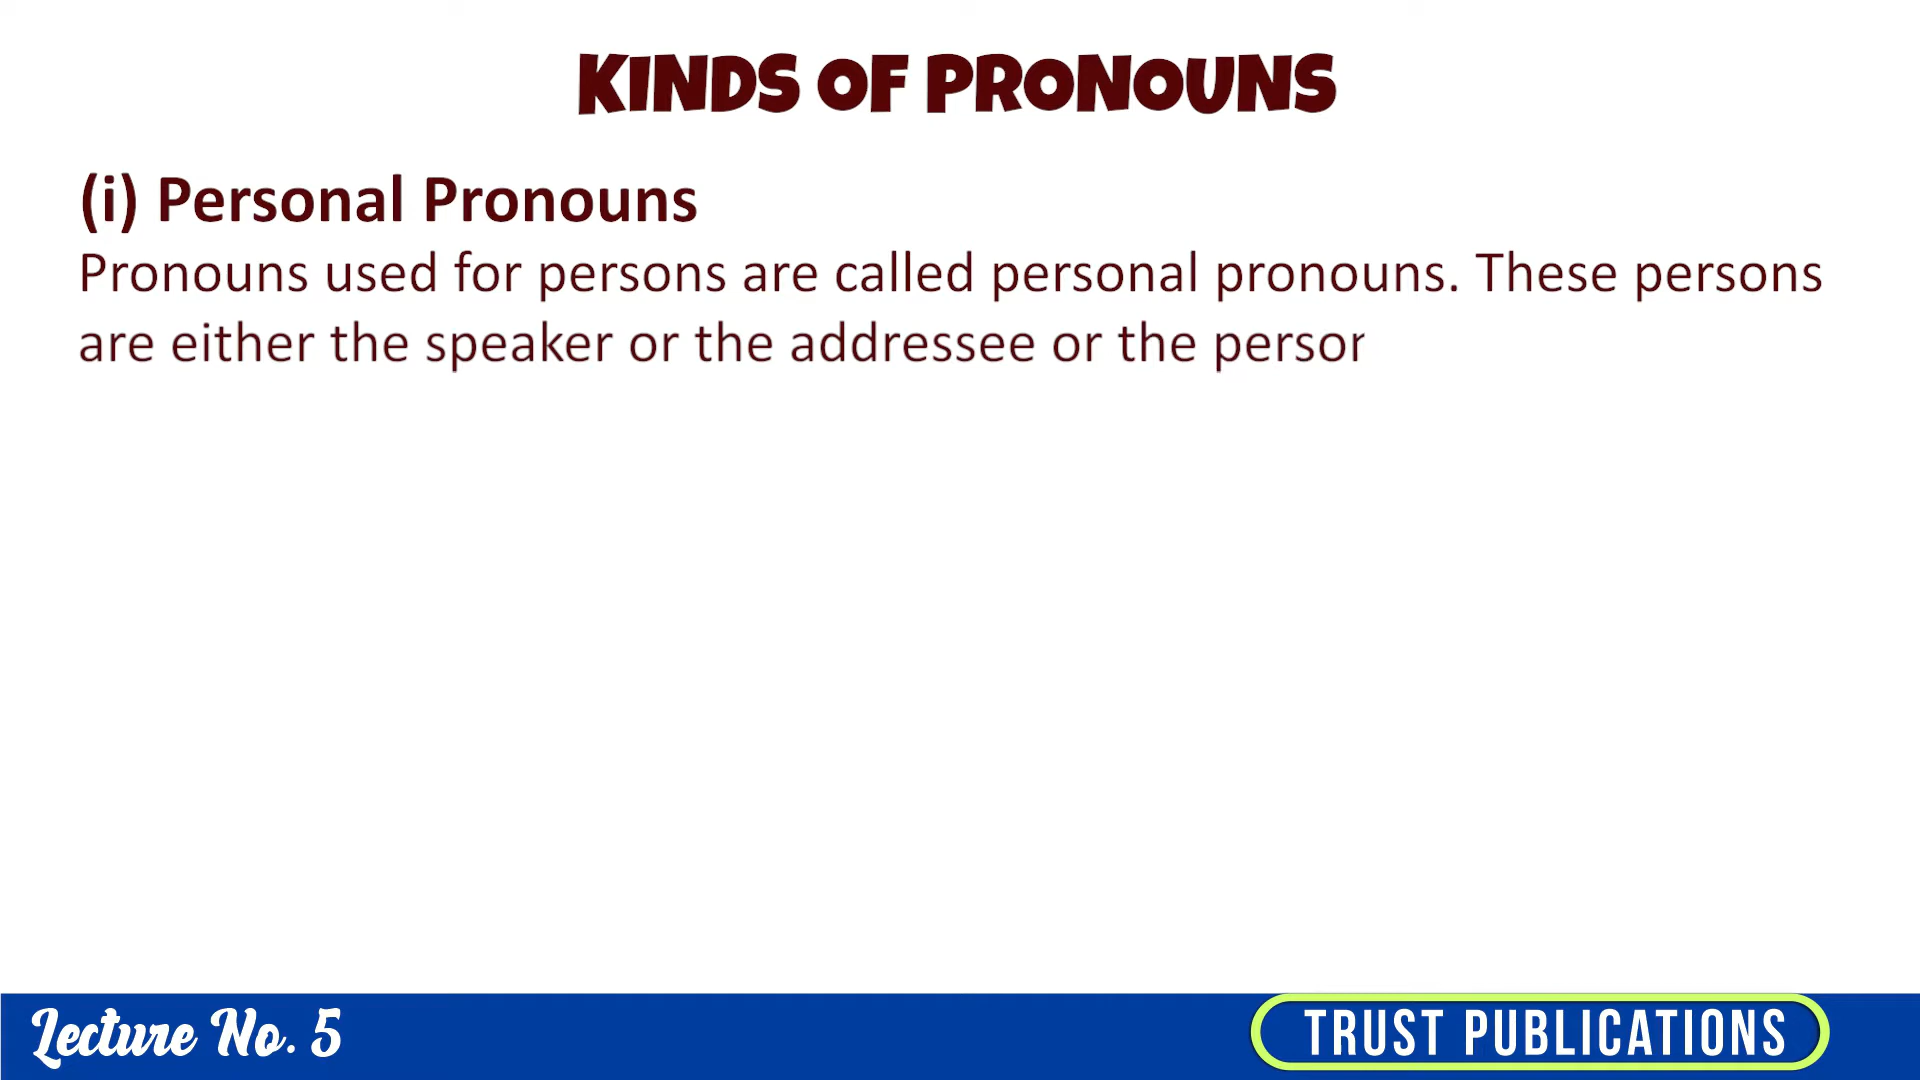 KINDS OF PRONOUNS
(i) Personal Pronouns
Pronouns used for persons are called personal pronouns. These persons
are either the speaker or the addressee or the
Lecture No. 5
TRUST PUBLICATIONS